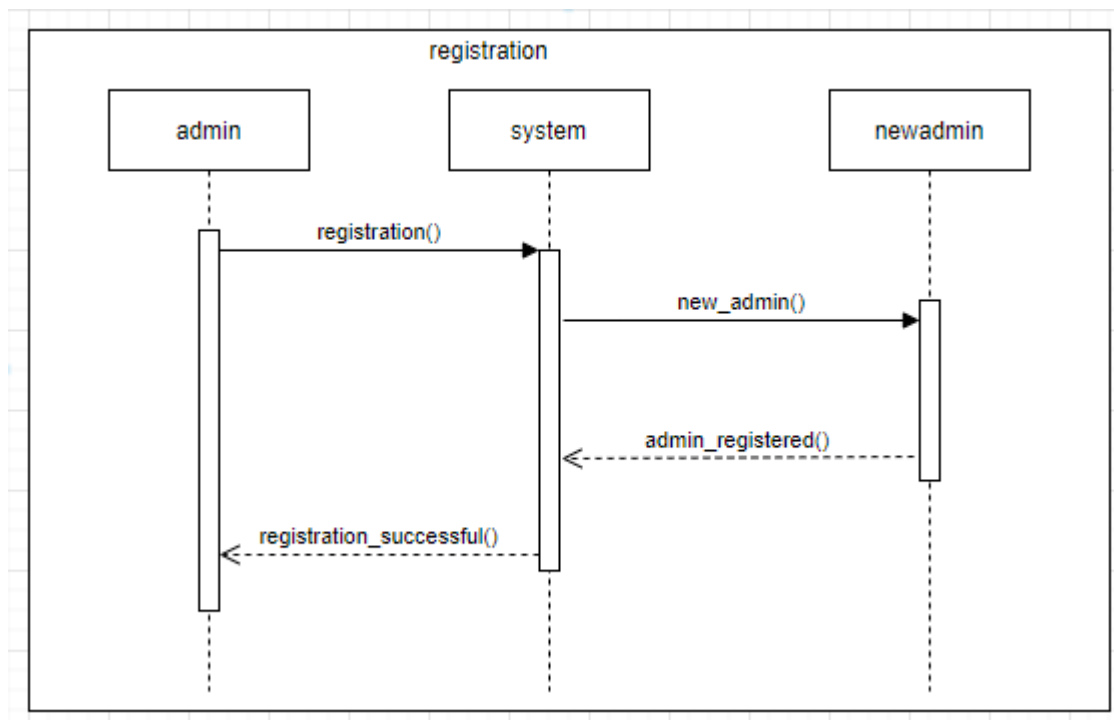 registration
admin
system
newadmin
registration()
new_admin()
admin_registered()
registration_successful()